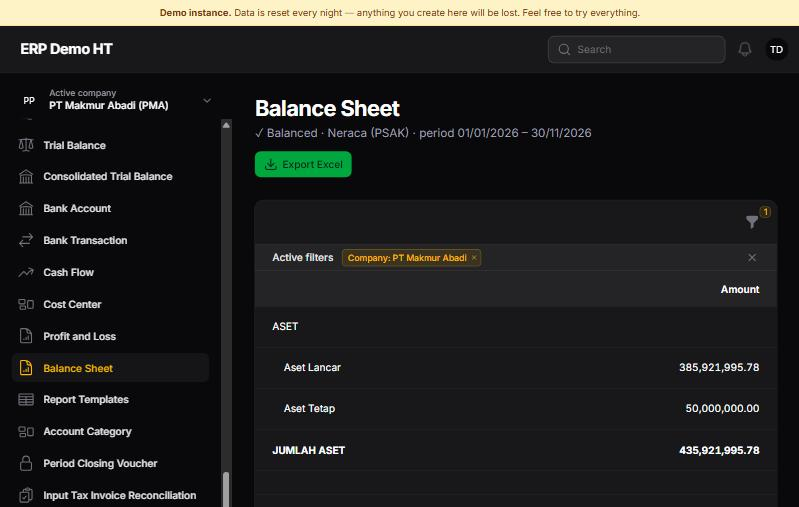 Demo instance. Data is reset every night — anything you create here will be lost. Feel free to try everything.
ERP Demo HT
Search
TD
PP
Active company
PT Makmur Abadi (PMA)
Trial Balance
Consolidated Trial Balance
Bank Account
Bank Transaction
Cash Flow
Cost Center
Profit and Loss
Balance Sheet
Report Templates
Account Category
Period Closing Voucher
Input Tax Invoice Reconciliation
Balance Sheet
✓ Balanced · Neraca (PSAK) · period 01/01/2026 – 30/11/2026
Export Excel
1
Active filters Company: PT Makmur Abadi ×
Amount
ASET
Aset Lancar 385,921,995.78
Aset Tetap 50,000,000.00
JUMLAH ASET 435,921,995.78